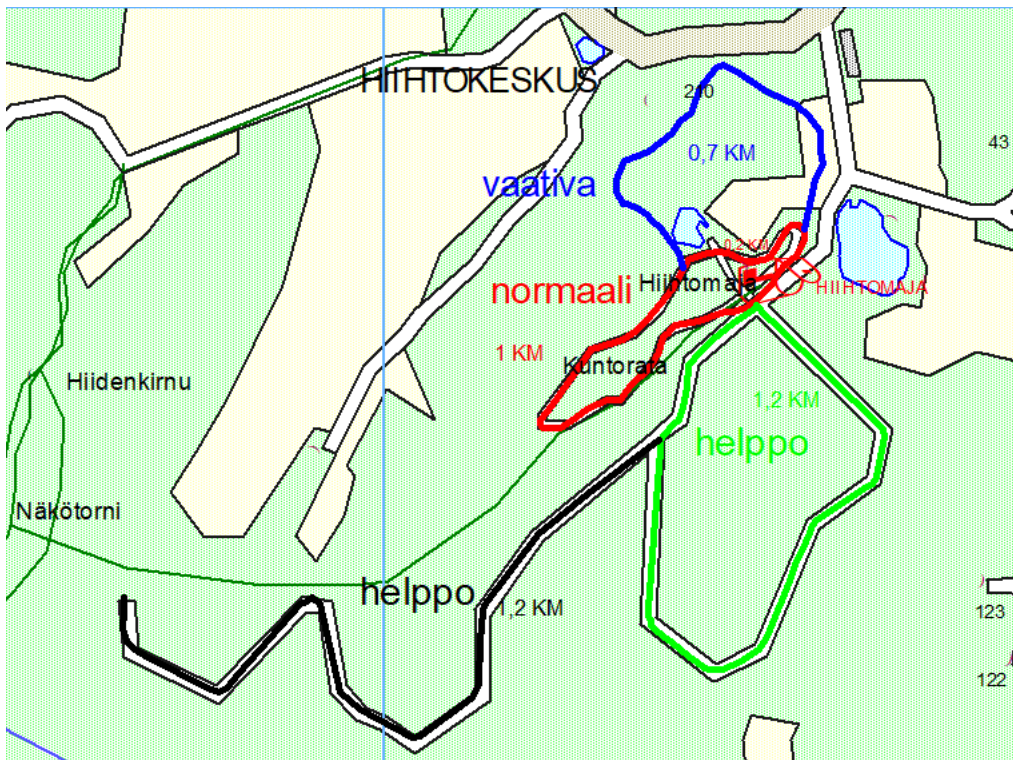 HIIHTOKESKUS
210
43
0,7 KM
vaativa
0,2 KM
Hiihtomaja
HIIHTOMAJA
normaali
1 KM
Kuntorata
Hiidenkirnu
1,2 KM
helppo
Näkötorni
helppo
1,2 KM
123
122